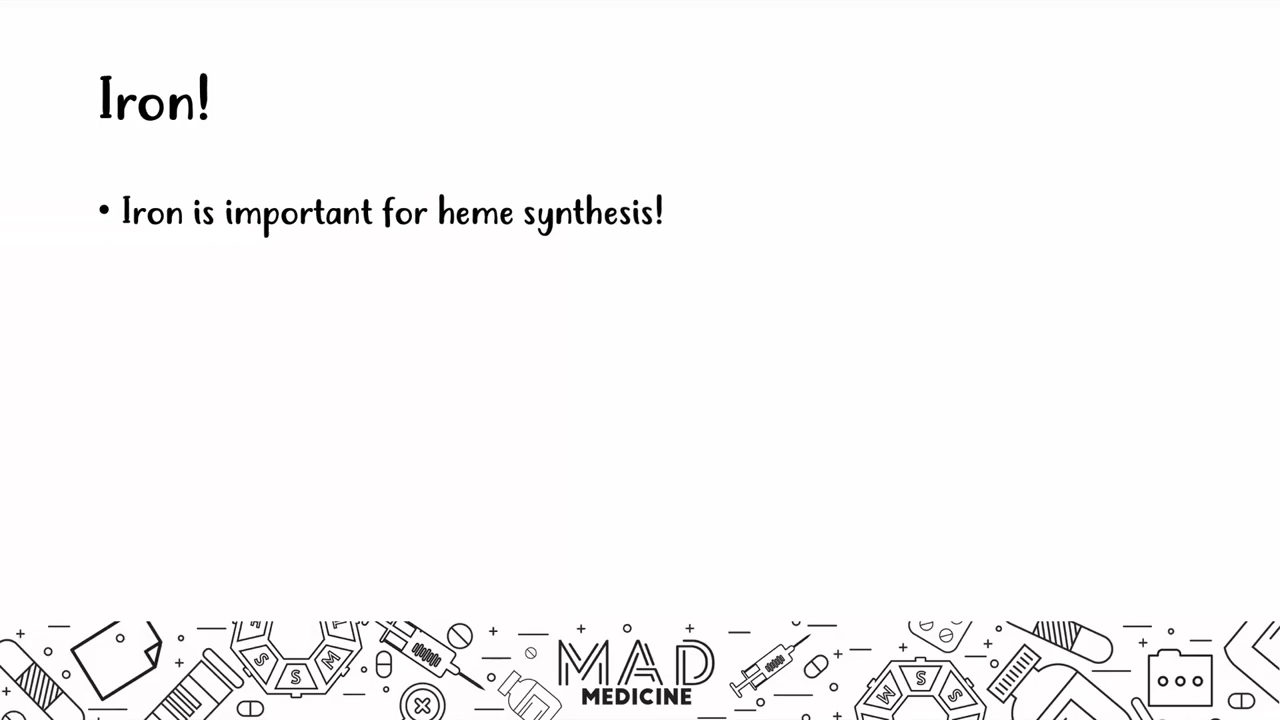 Iron!
• Iron is important for heme synthesis!
S
M
S
MAD
MEDICINE
M
S
S